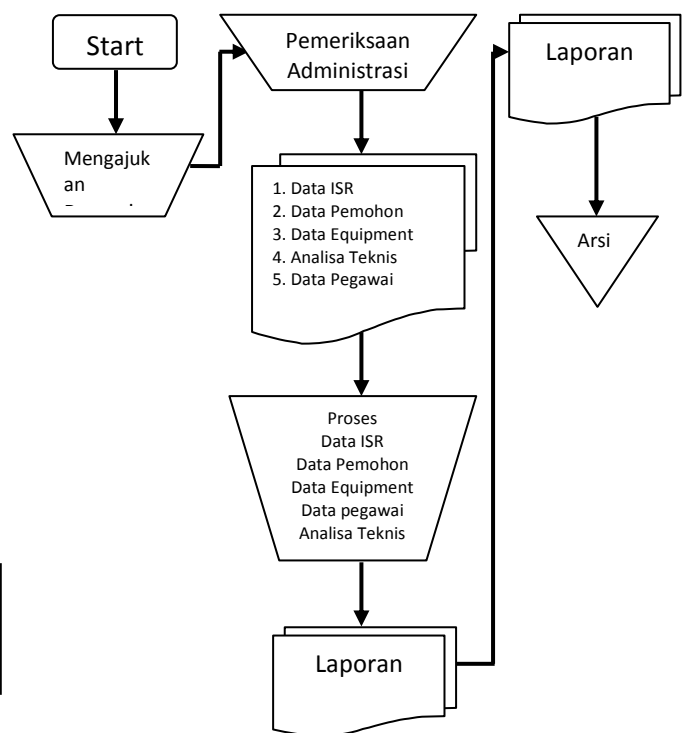 Start
Mengajuk
an
Pemeriksaan
Administrasi
1. Data ISR
2. Data Pemohon
3. Data Equipment
4. Analisa Teknis
5. Data Pegawai
Proses
Data ISR
Data Pemohon
Data Equipment
Data pegawai
Analisa Teknis
Laporan
Laporan
Arsi